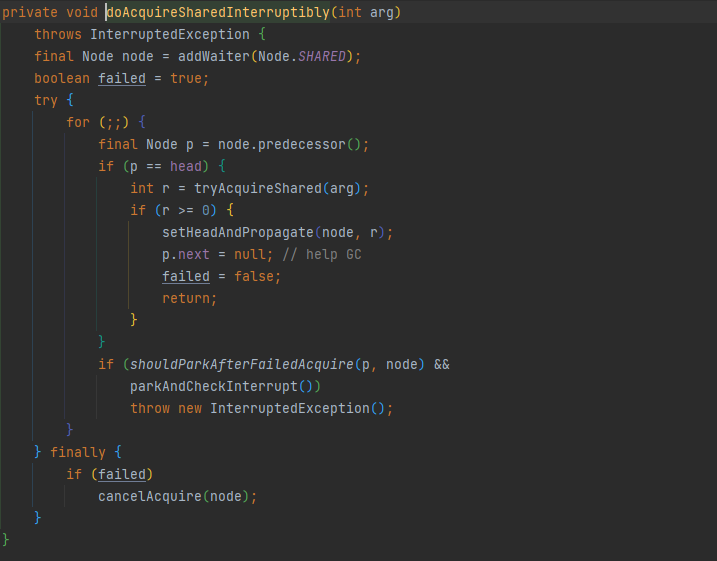 private void doAcquireSharedInterruptibly(int arg)
    throws InterruptedException {
    final Node node = addWaiter(Node.SHARED);
    boolean failed = true;
    try {
        for (;;) {
            final Node p = node.predecessor();
            if (p == head) {
                int r = tryAcquireShared(arg);
                if (r >= 0) {
                    setHeadAndPropagate(node, r);
                    p.next = null; // help GC
                    failed = false;
                    return;
                }
            }
            if (shouldParkAfterFailedAcquire(p, node) &&
                parkAndCheckInterrupt())
                throw new InterruptedException();
        }
    } finally {
        if (failed)
            cancelAcquire(node);
    }
}